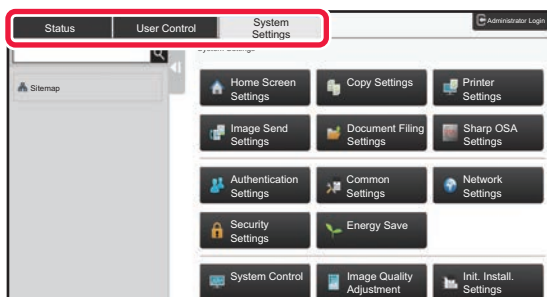 Status
User Control
System
Settings
Administrator Login
System Settings
Sitemap
Home Screen
Settings
Copy Settings
Printer
Settings
Image Send
Settings
Document Filing
Settings
Sharp OSA
Settings
Authentication
Settings
Common
Settings
Network
Settings
Security
Settings
Energy Save
System Control
Image Quality
Adjustment
Init. Install.
Settings